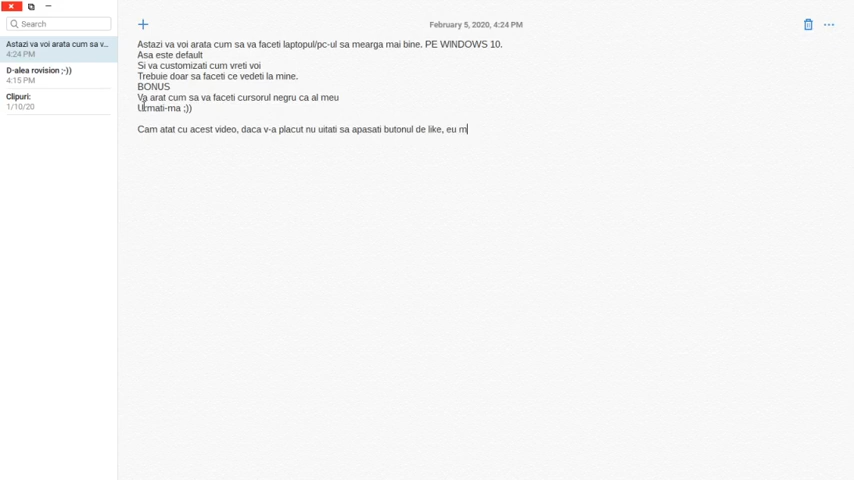 February 5, 2020, 4:24 PM
Search
Astazi va voi arata cum sa v...
4:24 PM
D-alea rovision ;-))
4:15 PM
Clipuri:
1/10/20
Astazi va voi arata cum sa va faceti laptopul/pc-ul sa mearga mai bine. PE WINDOWS 10.
Asa este default
Si va customizati cum vreti voi
Trebuie doar sa faceti ce vedeti la mine.
BONUS
Va arat cum sa va faceti cursorul negru ca al meu
Urmati-ma ;))
Cam atat cu acest video, daca v-a placut nu uitati sa apasati butonul de like, eu m